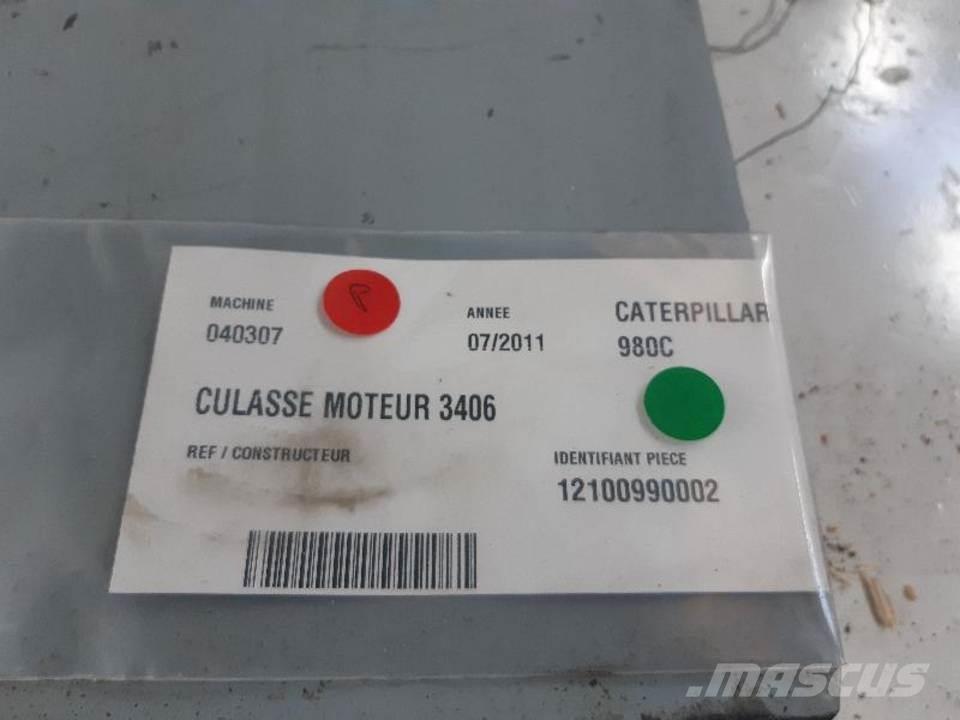 MACHINE
040307
ANNEE
07/2011
CATERPILLAR
980C
CULASSE MOTEUR 3406
REF / CONSTRUCTEUR
IDENTIFIANT PIECE
12100990002
MASCUS